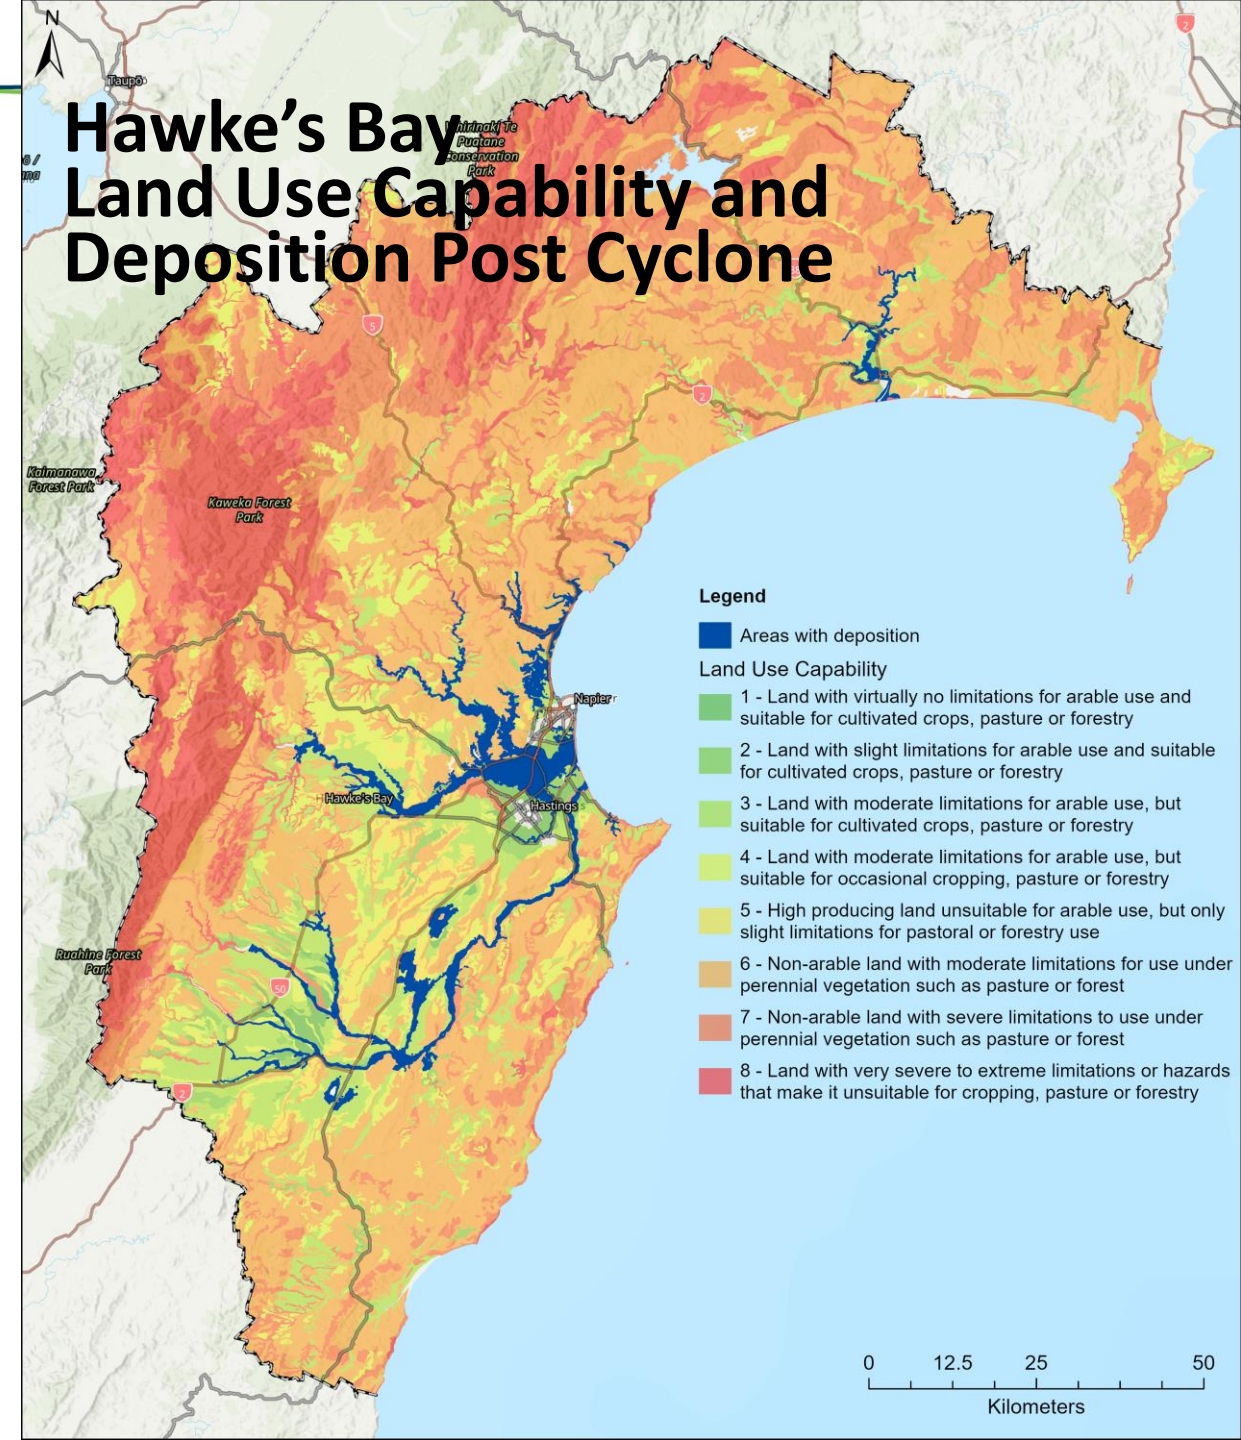 N
2
Taupō
Hawke’s Bay
Land Use Capability and
Deposition Post Cyclone
Te
Puatane
Conservation
Park
38
5
2
Kaimanawa
Forest Park
Kaweka Forest
Park
Napier
Hawke's Bay
Hastings
Ruahine Forest
Park
50
2
Legend
Areas with deposition
Land Use Capability
1 - Land with virtually no limitations for arable use and
suitable for cultivated crops, pasture or forestry
2 - Land with slight limitations for arable use and suitable
for cultivated crops, pasture or forestry
3 - Land with moderate limitations for arable use, but
suitable for cultivated crops, pasture or forestry
4 - Land with moderate limitations for arable use, but
suitable for occasional cropping, pasture or forestry
5 - High producing land unsuitable for arable use, but only
slight limitations for pastoral or forestry use
6 - Non-arable land with moderate limitations for use under
perennial vegetation such as pasture or forest
7 - Non-arable land with severe limitations to use under
perennial vegetation such as pasture or forest
8 - Land with very severe to extreme limitations or hazards
that make it unsuitable for cropping, pasture or forestry
0 12.5 25 50
Kilometers